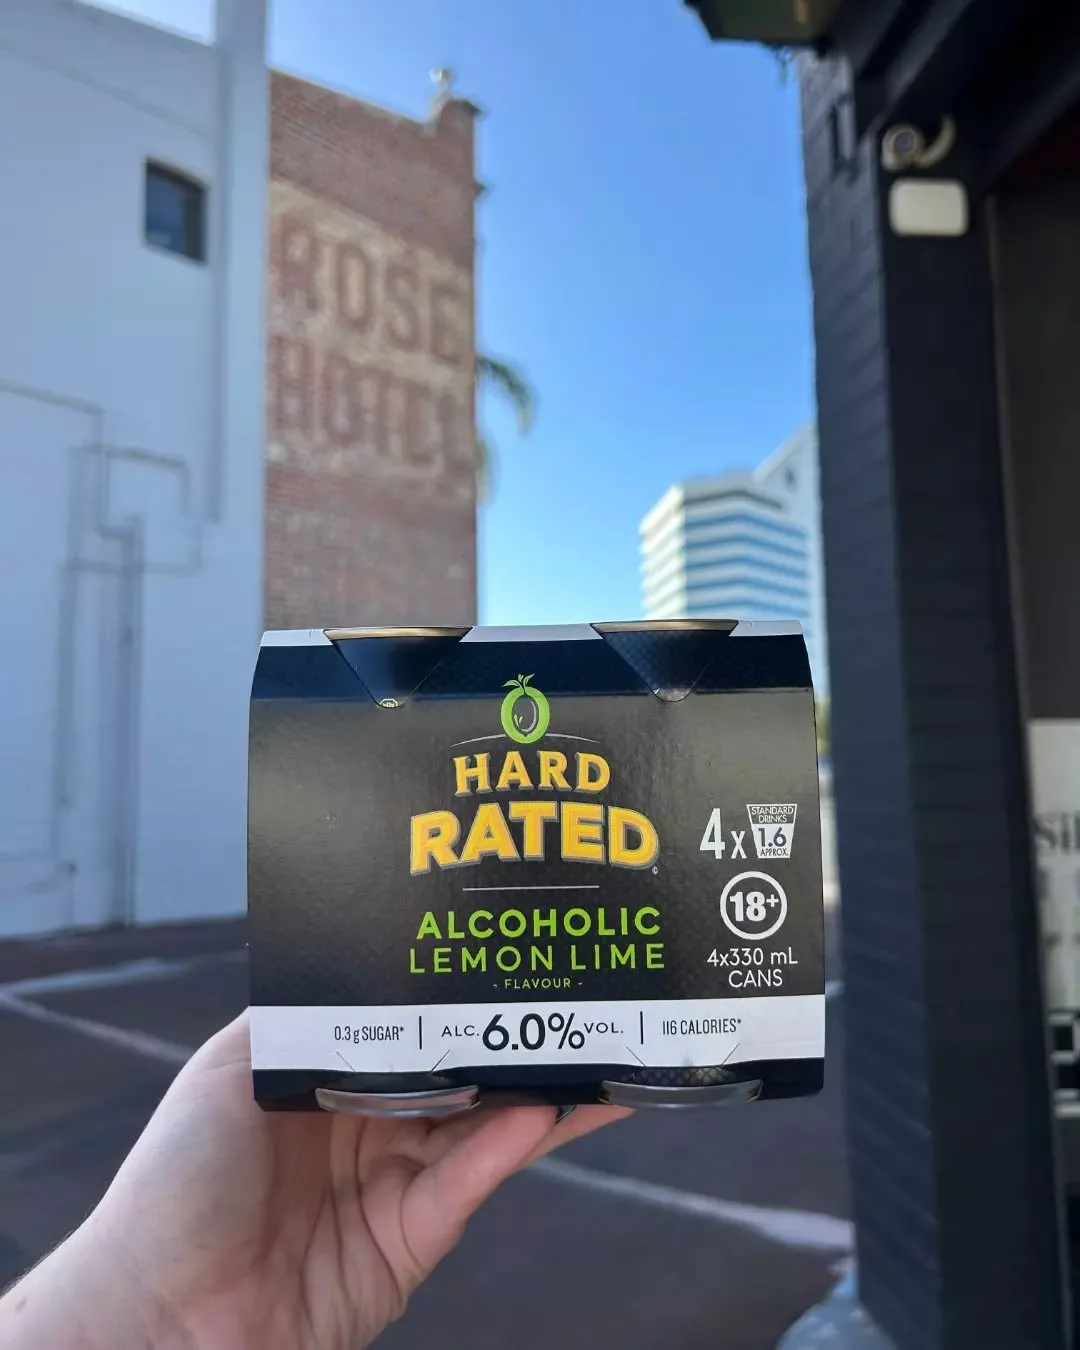 ROSE
HOTEL
HARD
RATED
ALCOHOLIC
LEMON LIME
- FLAVOUR -
4x
STANDARD
DRINKS
1.6
APPROX.
18+
4x330 mL
CANS
0.3g SUGAR*
ALC. 6.0% VOL.
116 CALORIES*